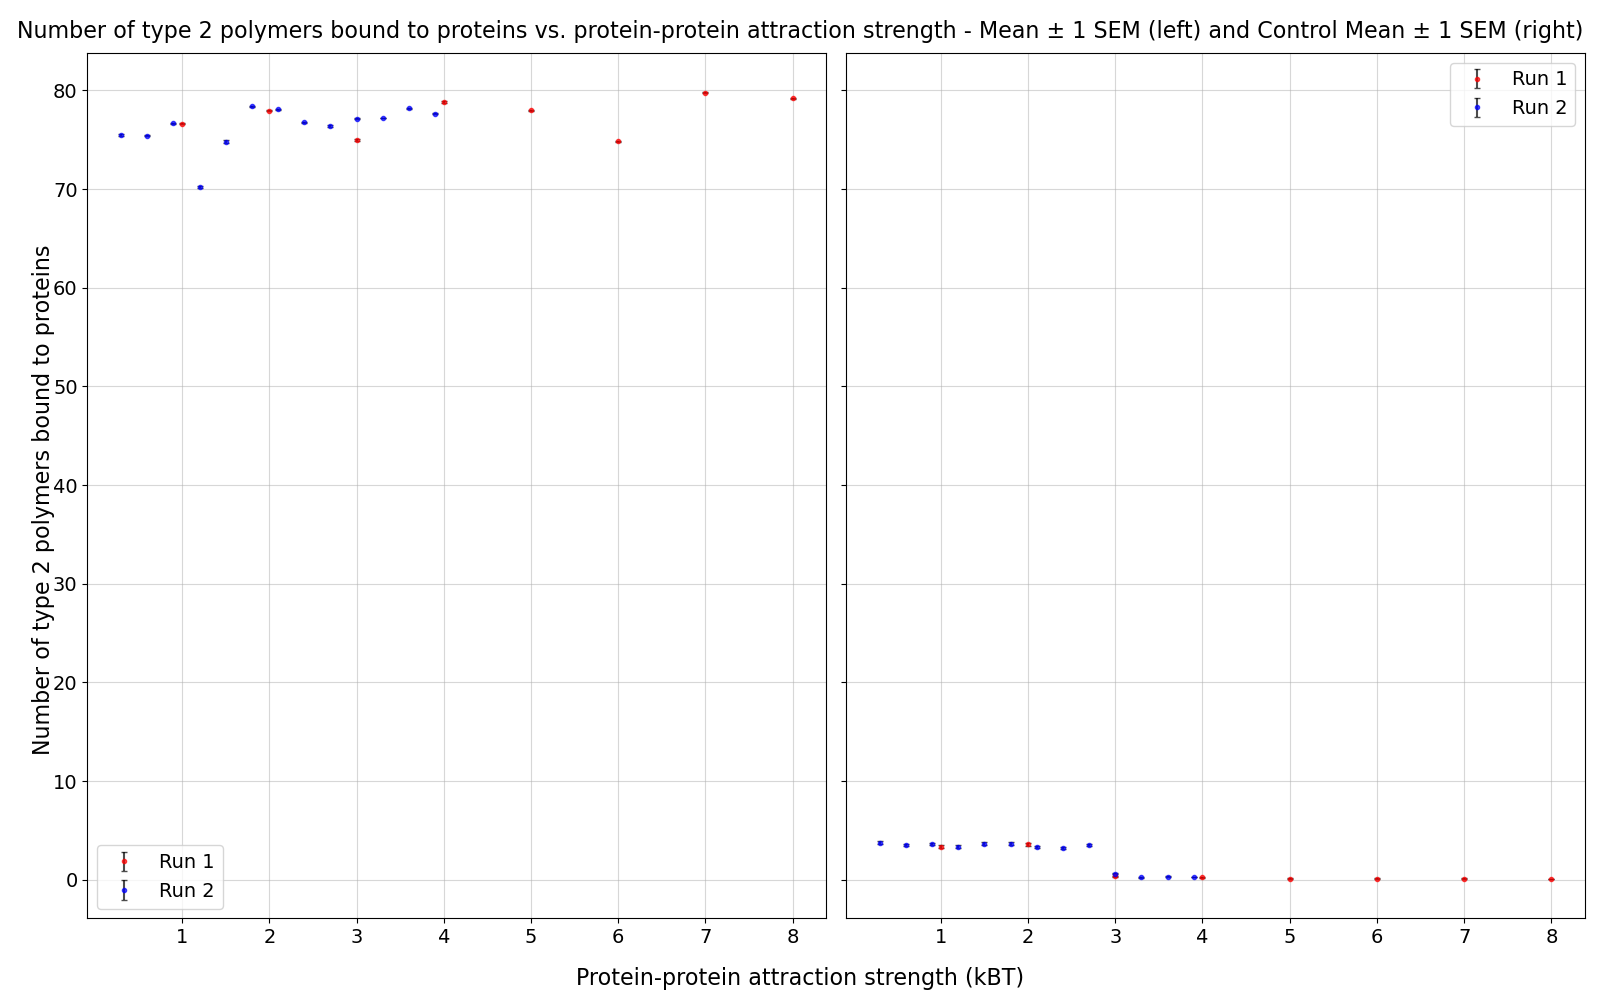 Number of type 2 polymers bound to proteins vs. protein-protein attraction strength - Mean ± 1 SEM (left) and Control Mean ± 1 SEM (right)
Number of type 2 polymers bound to proteins
80
70
60
50
40
30
20
10
0
Run 1
Run 2
1 2 3 4 5 6 7 8
Run 1
Run 2
1 2 3 4 5 6 7 8
Protein-protein attraction strength (kBT)